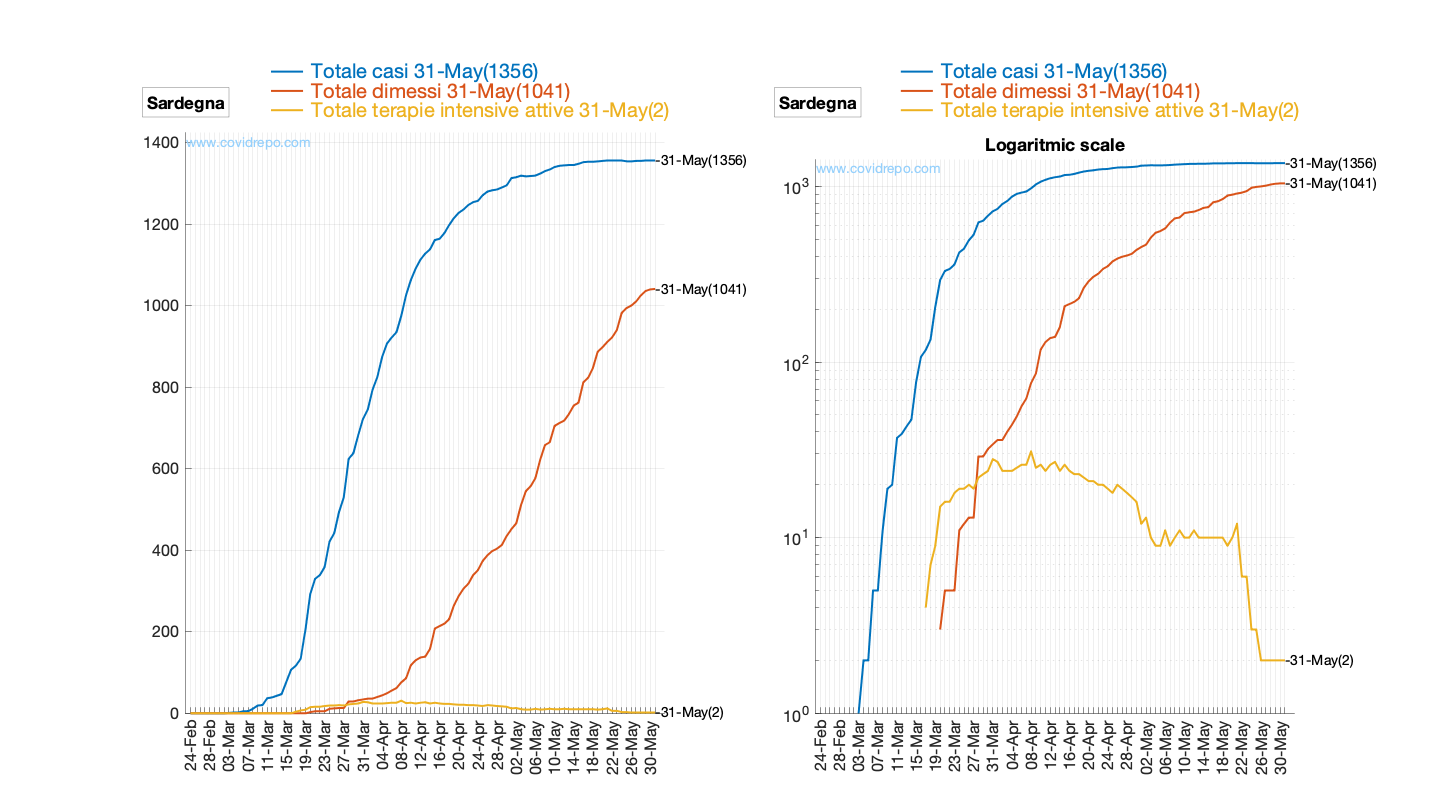 Totale casi 31-May(1356)
Totale dimessi 31-May(1041)
Totale terapie intensive attive 31-May(2)
Sardegna
www.covidrepo.com
1400
1200
1000
800
600
400
200
0
-31-May(1356)
-31-May(1041)
-31-May(2)
24-Feb
28-Feb
03-Mar
07-Mar
11-Mar
15-Mar
19-Mar
23-Mar
27-Mar
31-Mar
04-Apr
08-Apr
12-Apr
16-Apr
20-Apr
24-Apr
28-Apr
02-May
06-May
10-May
14-May
18-May
22-May
26-May
30-May
Totale casi 31-May(1356)
Totale dimessi 31-May(1041)
Totale terapie intensive attive 31-May(2)
Sardegna
Logaritmic scale
www.covidrepo.com
10³
10²
10¹
10⁰
-31-May(1356)
-31-May(1041)
-31-May(2)
24-Feb
28-Feb
03-Mar
07-Mar
11-Mar
15-Mar
19-Mar
23-Mar
27-Mar
31-Mar
04-Apr
08-Apr
12-Apr
16-Apr
20-Apr
24-Apr
28-Apr
02-May
06-May
10-May
14-May
18-May
22-May
26-May
30-May